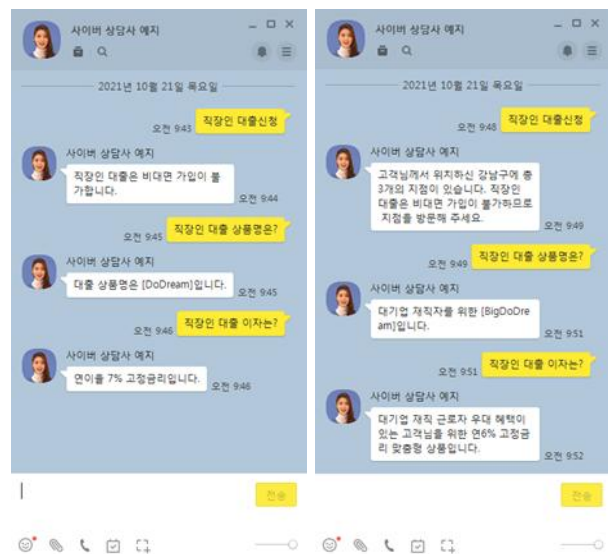 사이버 상담사 예지
2021년 10월 21일 목요일
직장인 대출신청
오전 9:43
사이버 상담사 예지
직장인 대출은 비대면 가입이 불
가합니다.
오전 9:44
직장인 대출 상품명은?
오전 9:45
사이버 상담사 예지
대출 상품명은 [DoDream]입니다.
오전 9:45
직장인 대출 이자는?
오전 9:46
사이버 상담사 예지
연이율 7% 고정금리입니다.
오전 9:46
전송
사이버 상담사 예지
2021년 10월 21일 목요일
직장인 대출신청
오전 9:48
사이버 상담사 예지
고객님께서 위치하신 강남구에 총
3개의 지점이 있습니다. 직장인
대출은 비대면 가입이 불가하므로
지점을 방문해 주세요.
오전 9:49
직장인 대출 상품명은?
오전 9:49
사이버 상담사 예지
대기업 재직자를 위한 [BigDoDre
am]입니다.
오전 9:51
직장인 대출 이자는?
오전 9:51
사이버 상담사 예지
대기업 재직 근로자 우대 혜택이
있는 고객님을 위한 연6% 고정금
리 맞춤형 상품입니다.
오전 9:52
전송